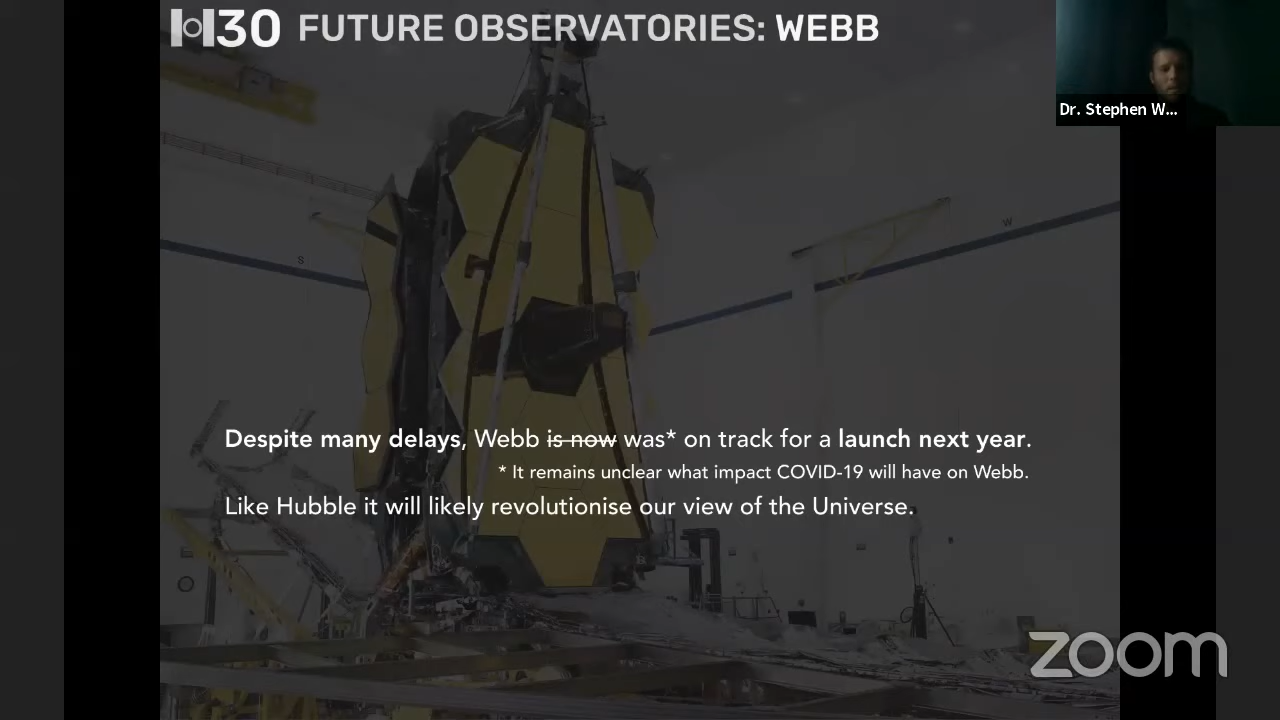 H30 FUTURE OBSERVATORIES: WEBB
Dr. Stephen W...
S
W
Despite many delays, Webb is now was* on track for a launch next year.
* It remains unclear what impact COVID-19 will have on Webb.
Like Hubble it will likely revolutionise our view of the Universe.
zoom